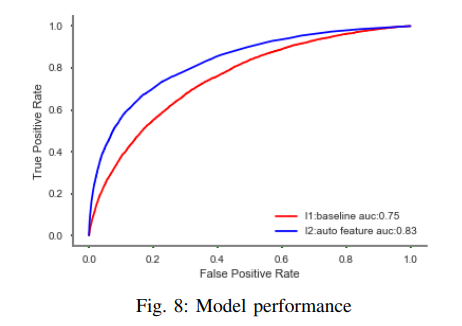 1.0
0.8
0.6
0.4
0.2
0.0
True Positive Rate
l1:baseline auc:0.75
l2:auto feature auc:0.83
0.0 0.2 0.4 0.6 0.8 1.0
False Positive Rate
Fig. 8: Model performance